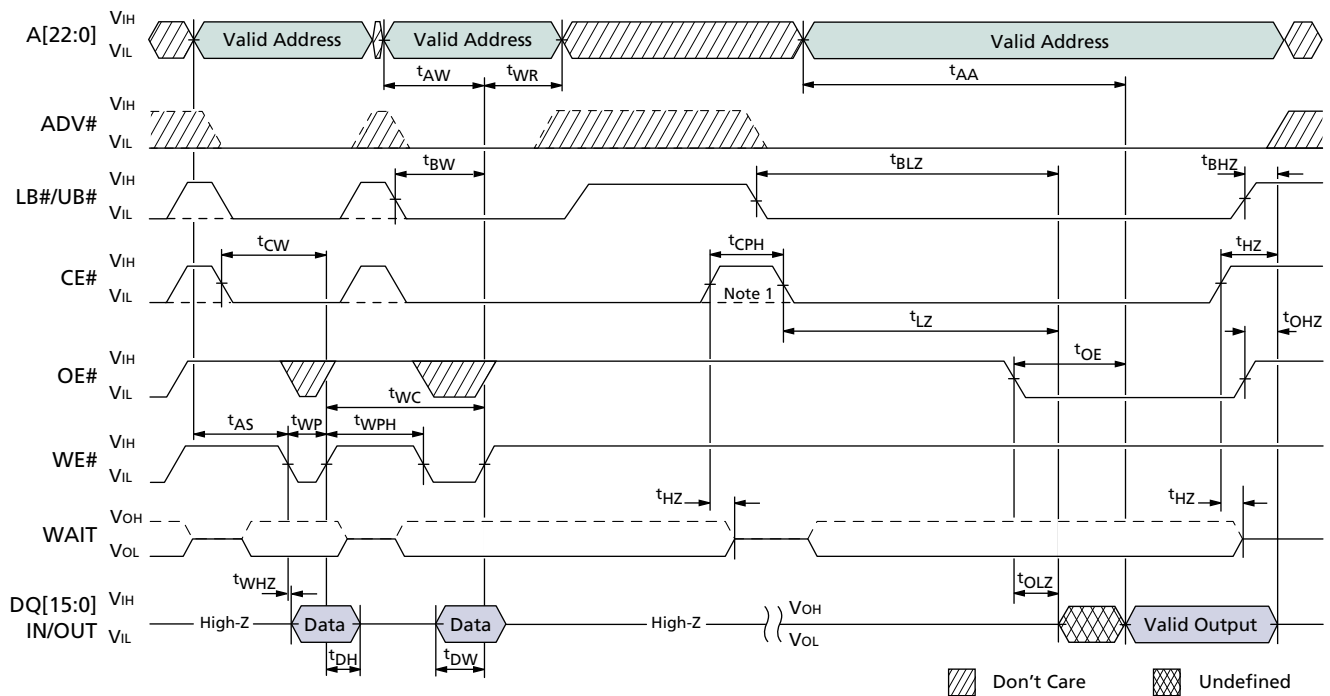 A[22:0] VIH VIL Valid Address Valid Address Valid Address
tAW tWR tAA
ADV# VIH VIL
tBW tBLZ tBHZ
LB#/UB# VIH VIL
tCW tCPH tHZ
CE# VIH VIL Note 1
tLZ tOHZ
OE# VIH VIL tOE
tWC
tAS tWP tWPH
WE# VIH VIL
tHZ tHZ
WAIT VOH VOL
tWHZ tOLZ
DQ[15:0] IN/OUT VIH VIL High-Z Data Data High-Z VOH VOL Valid Output
tDH tDW
Don't Care Undefined